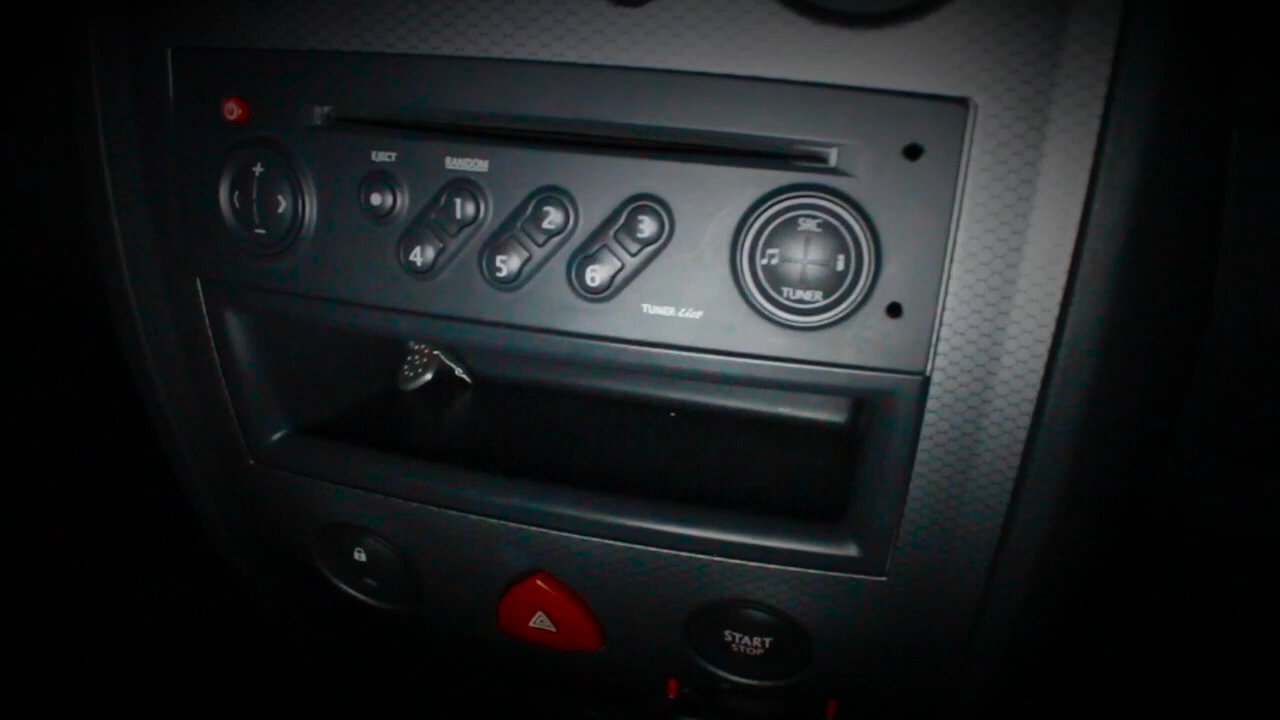 EJECT
RANDOM
1
2
3
4
5
6
SRC
i
TUNER
TUNER List
START
STOP